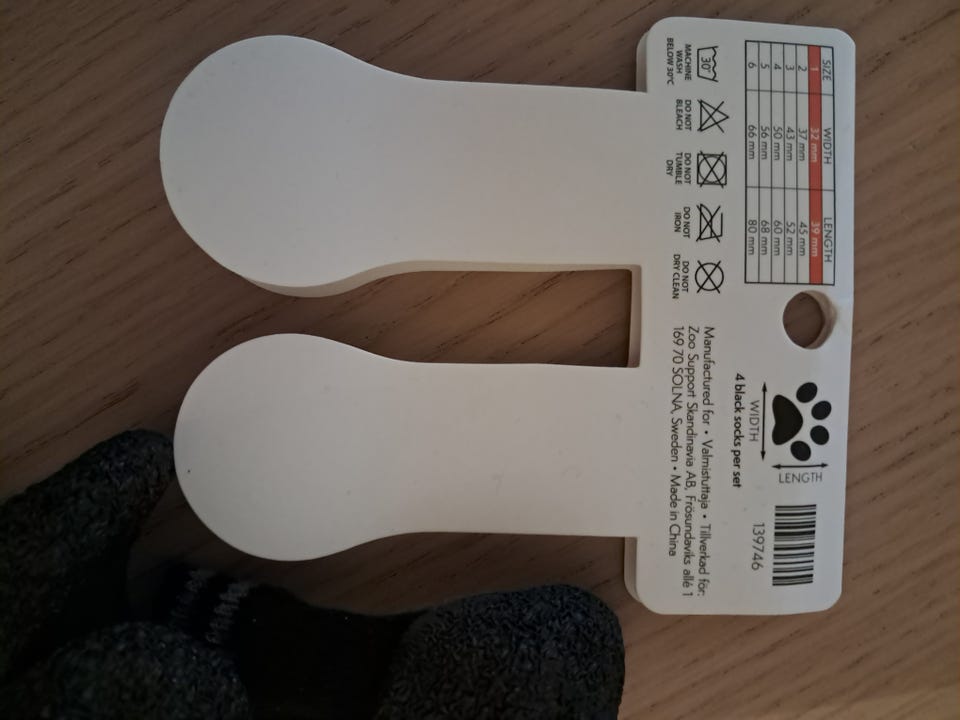 SIZE WIDTH LENGTH
1 32 mm 39 mm
2 37 mm 45 mm
3 43 mm 52 mm
4 50 mm 60 mm
5 56 mm 68 mm
6 66 mm 80 mm
30°
MACHINE
WASH
BELOW 30°C
DO NOT
BLEACH
DO NOT
TUMBLE
DRY
DO NOT
IRON
DO NOT
DRY CLEAN
LENGTH
WIDTH
4 black socks per set
139746
Manufactured for • Valmistuttaja • Tillverkad för:
Zoo Support Skandinavia AB, Frösundaviks allé 1
169 70 SOLNA, Sweden • Made in China